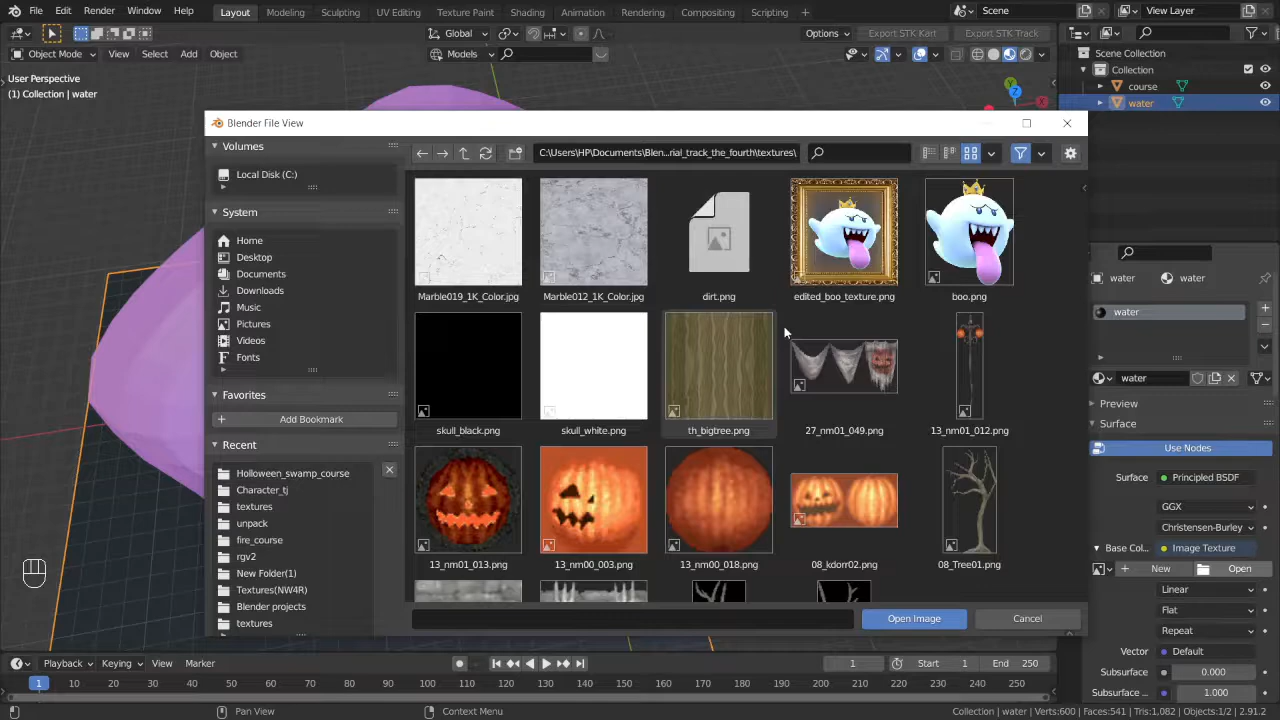 File Edit Render Window Help Layout Modeling Sculpting UV Editing Texture Paint Shading Animation Rendering Compositing Scripting + Scene View Layer
Global Options Export STK Kart Export STK Track
Object Mode View Select Add Object Models Scene Collection
Collection
User Perspective
(1) Collection | water
course
water
Blender File View
Volumes
Local Disk (C:)
C:\Users\HP\Documents\Blen...rial_track_the_fourth\textures\
System
Home
Desktop
Documents
Downloads
Music
Pictures
Videos
Fonts
Favorites
Add Bookmark
Recent
Holloween_swamp_course
Character_tj
textures
unpack
fire_course
rgv2
New Folder(1)
Textures(NW4R)
Blender projects
textures
Marble019_1K_Color.jpg Marble012_1K_Color.jpg dirt.png edited_boo_texture.png boo.png
skull_black.png skull_white.png th_bigtree.png 27_nm01_049.png 13_nm01_012.png
13_nm01_013.png 13_nm00_003.png 13_nm00_018.png 08_kdorr02.png 08_Tree01.png
Open Image Cancel
water water
water
water
Preview
Surface
Use Nodes
Surface Principled BSDF
GGX
Christensen-Burley
Base Col... Image Texture
New Open
Linear
Flat
Repeat
Vector Default
Subsurface 0.000
Subsurface .. 1.000
Playback Keying View Marker 1 Start 1 End 250
1 10 20 30 40 50 60 70 80 90 100 110 120 130 140 150 160 170 180 190 200 210 220 230 240 250
Pan View Context Menu Collection | water | Verts:600 | Faces:541 | Tris:1,082 | Objects:1/2 | 2.91.2